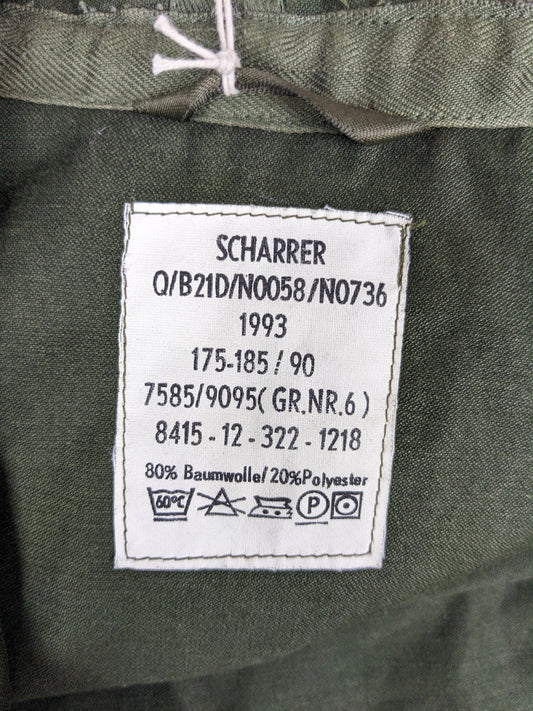 SCHARRER
Q/B21D/N0058/N0736
1993
175-185/90
7585/9095(GR.NR.6)
8415-12-322-1218
80% Baumwolle/20%Polyester
60°C P